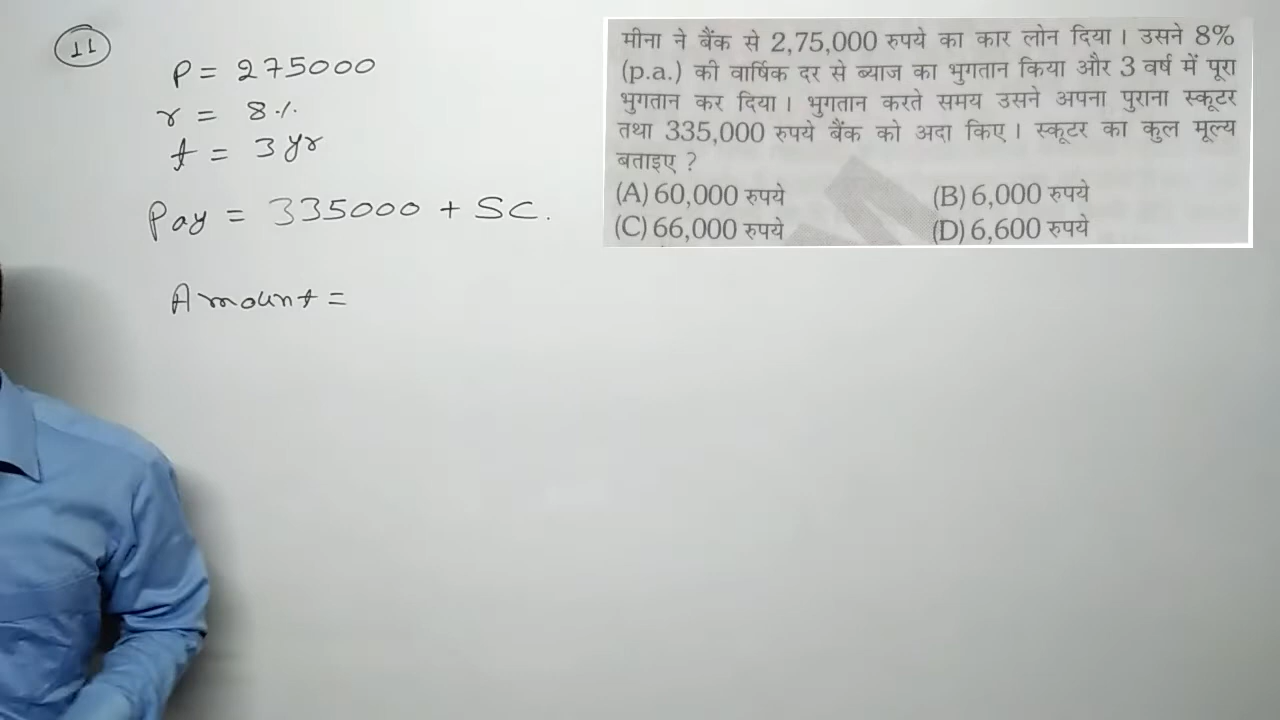 11
P = 275000
r = 8%
t = 3yr
Pay = 335000 + SC.
Amount =
मीना ने बैंक से 2,75,000 रुपये का कार लोन दिया। उसने 8%
(p.a.) की वार्षिक दर से ब्याज का भुगतान किया और 3 वर्ष में पूरा
भुगतान कर दिया। भुगतान करते समय उसने अपना पुराना स्कूटर
तथा 335,000 रुपये बैंक को अदा किए। स्कूटर का कुल मूल्य
बताइए ?
(A) 60,000 रुपये (B) 6,000 रुपये
(C) 66,000 रुपये (D) 6,600 रुपये